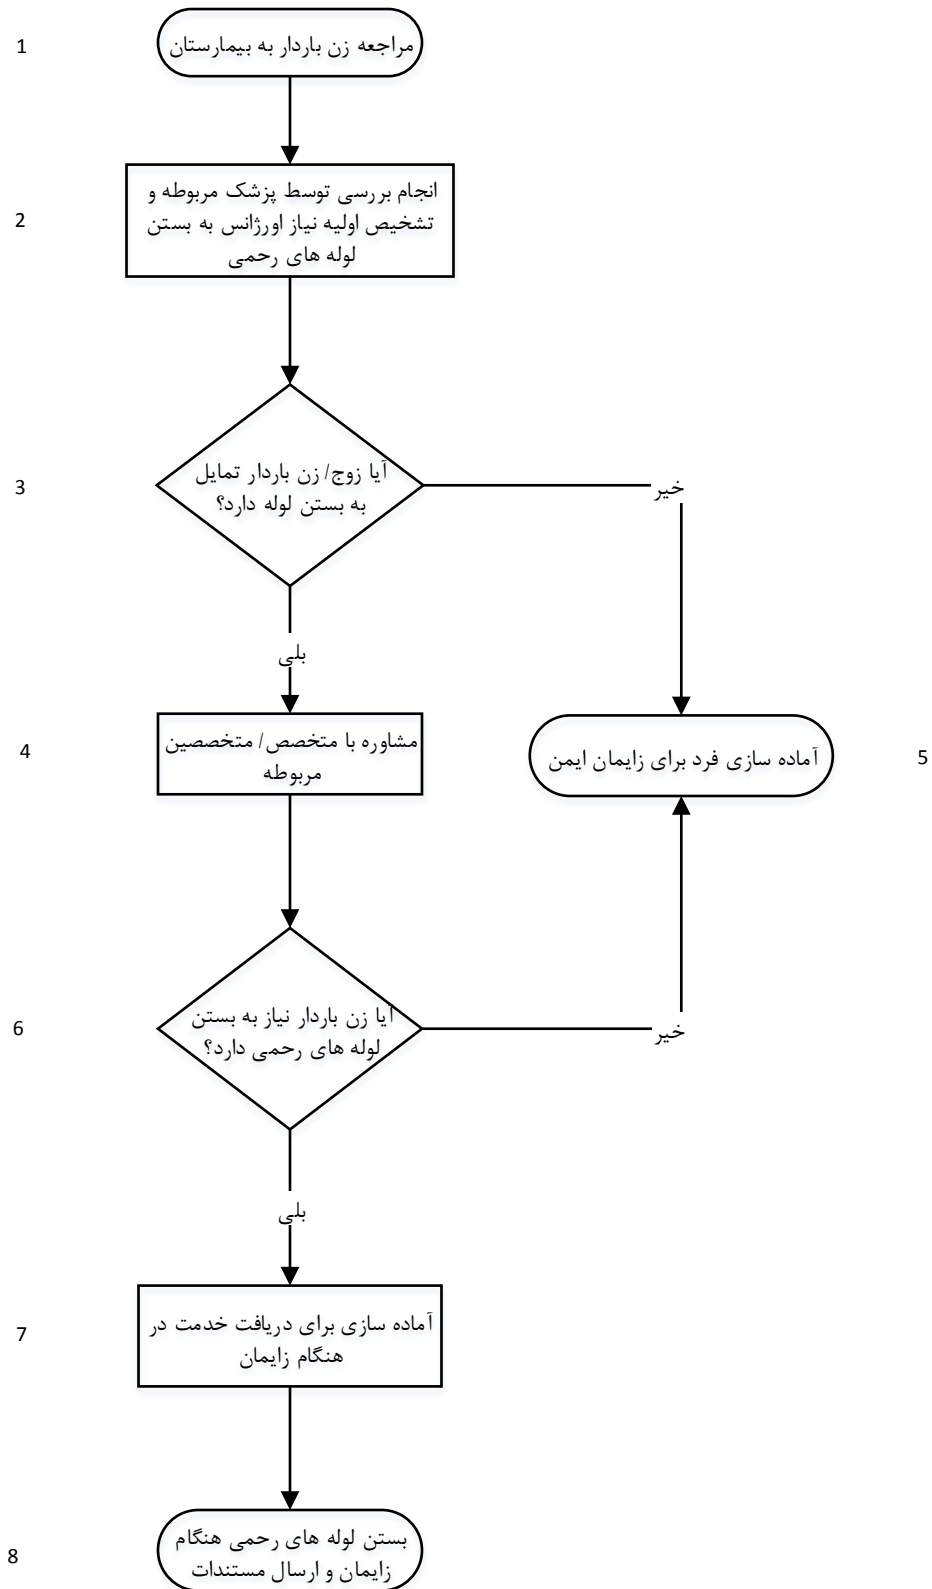 1
مراجعه زن باردار به بیمارستان
2
انجام بررسی توسط پزشک مربوطه و
تشخیص اولیه نیاز اورژانس به بستن
لوله های رحمی
3
آیا زوج/ زن باردار تمایل
به بستن لوله دارد؟
خیر
بلی
4
مشاوره با متخصص/ متخصصین
مربوطه
آماده سازی فرد برای زایمان ایمن
5
6
آیا زن باردار نیاز به بستن
لوله های رحمی دارد؟
خیر
بلی
7
آماده سازی برای دریافت خدمت در
هنگام زایمان
8
بستن لوله های رحمی هنگام
زایمان و ارسال مستندات